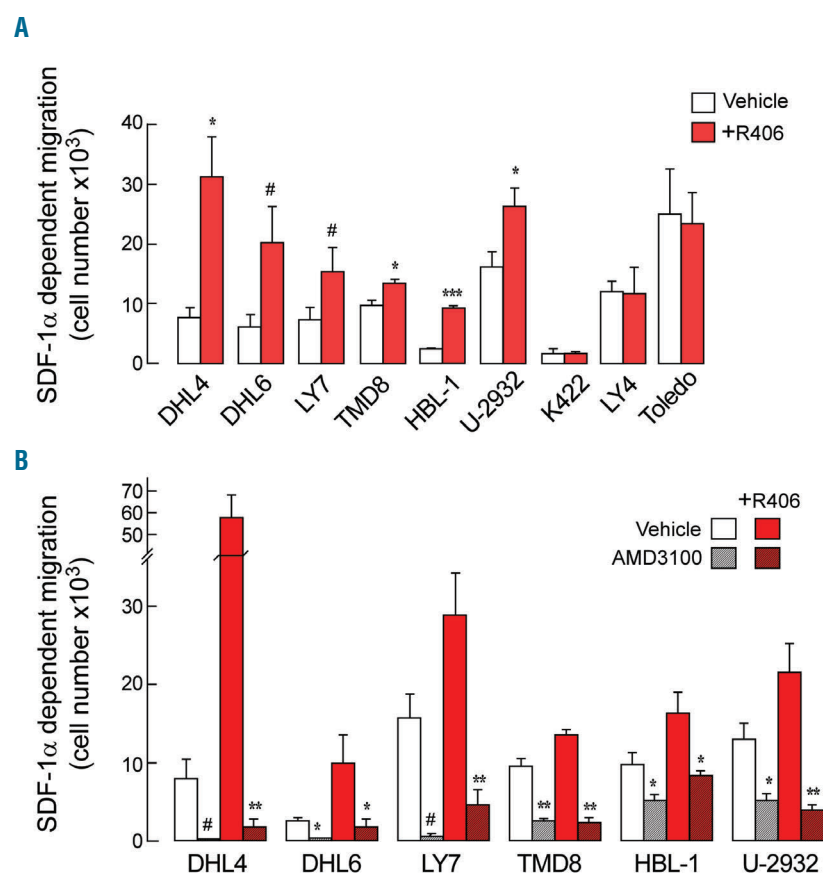 A
Vehicle
+R406
SDF-1α dependent migration
(cell number x10³)
40
30
20
10
0
*
#
#
*
***
*
DHL4
DHL6
LY7
TMD8
HBL-1
U-2932
K422
LY4
Toledo
B
+R406
Vehicle
AMD3100
SDF-1α dependent migration
(cell number x10³)
70
60
50
30
20
10
0
#
**
*
*
#
**
**
**
*
*
*
**
DHL4
DHL6
LY7
TMD8
HBL-1
U-2932